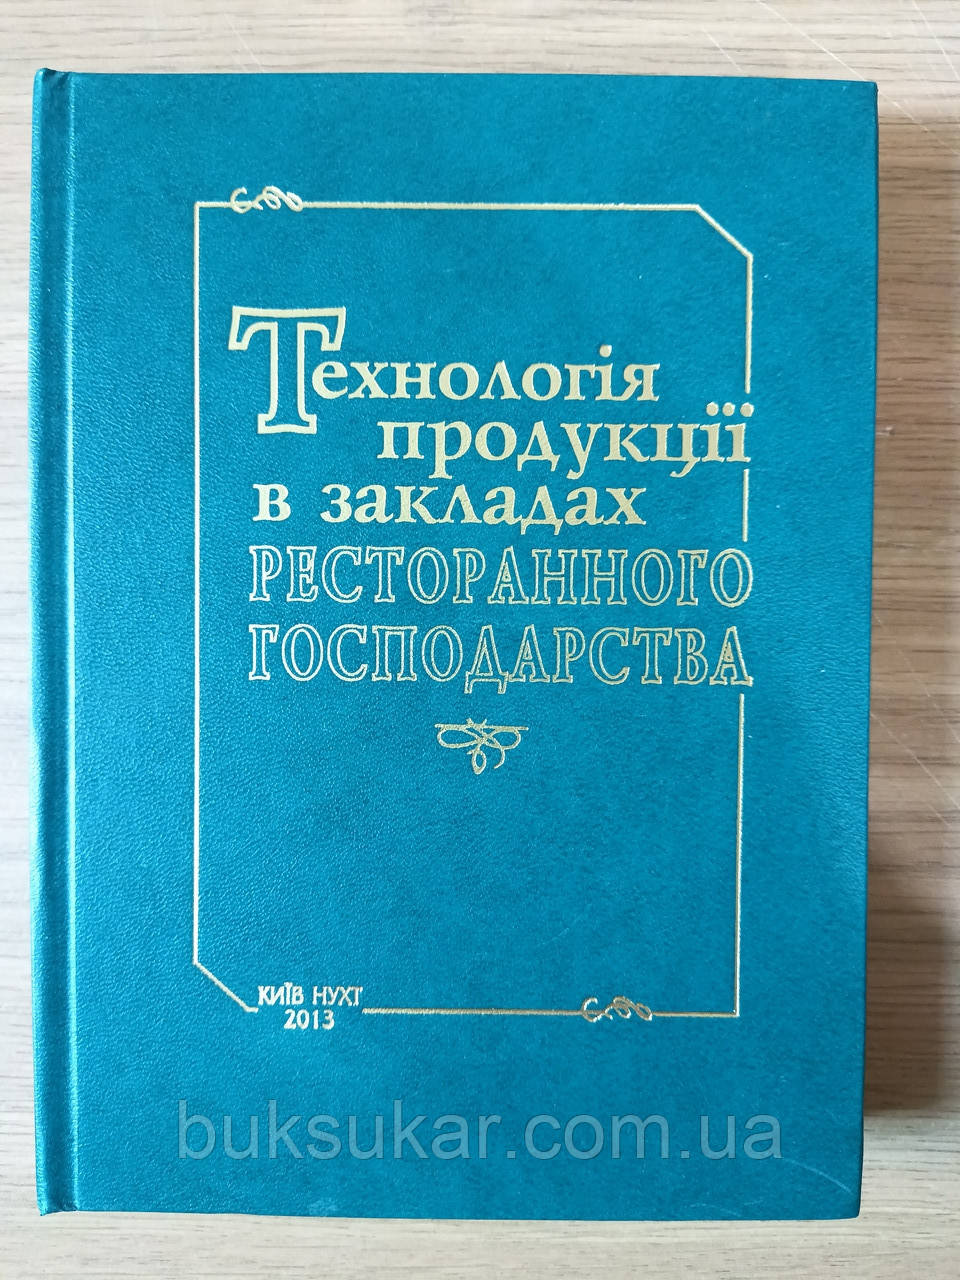 Технологія
продукції
в закладах
РЕСТОРАННОГО
ГОСПОДАРСТВА
КИЇВ НУХТ
2013
buksukar.com.ua